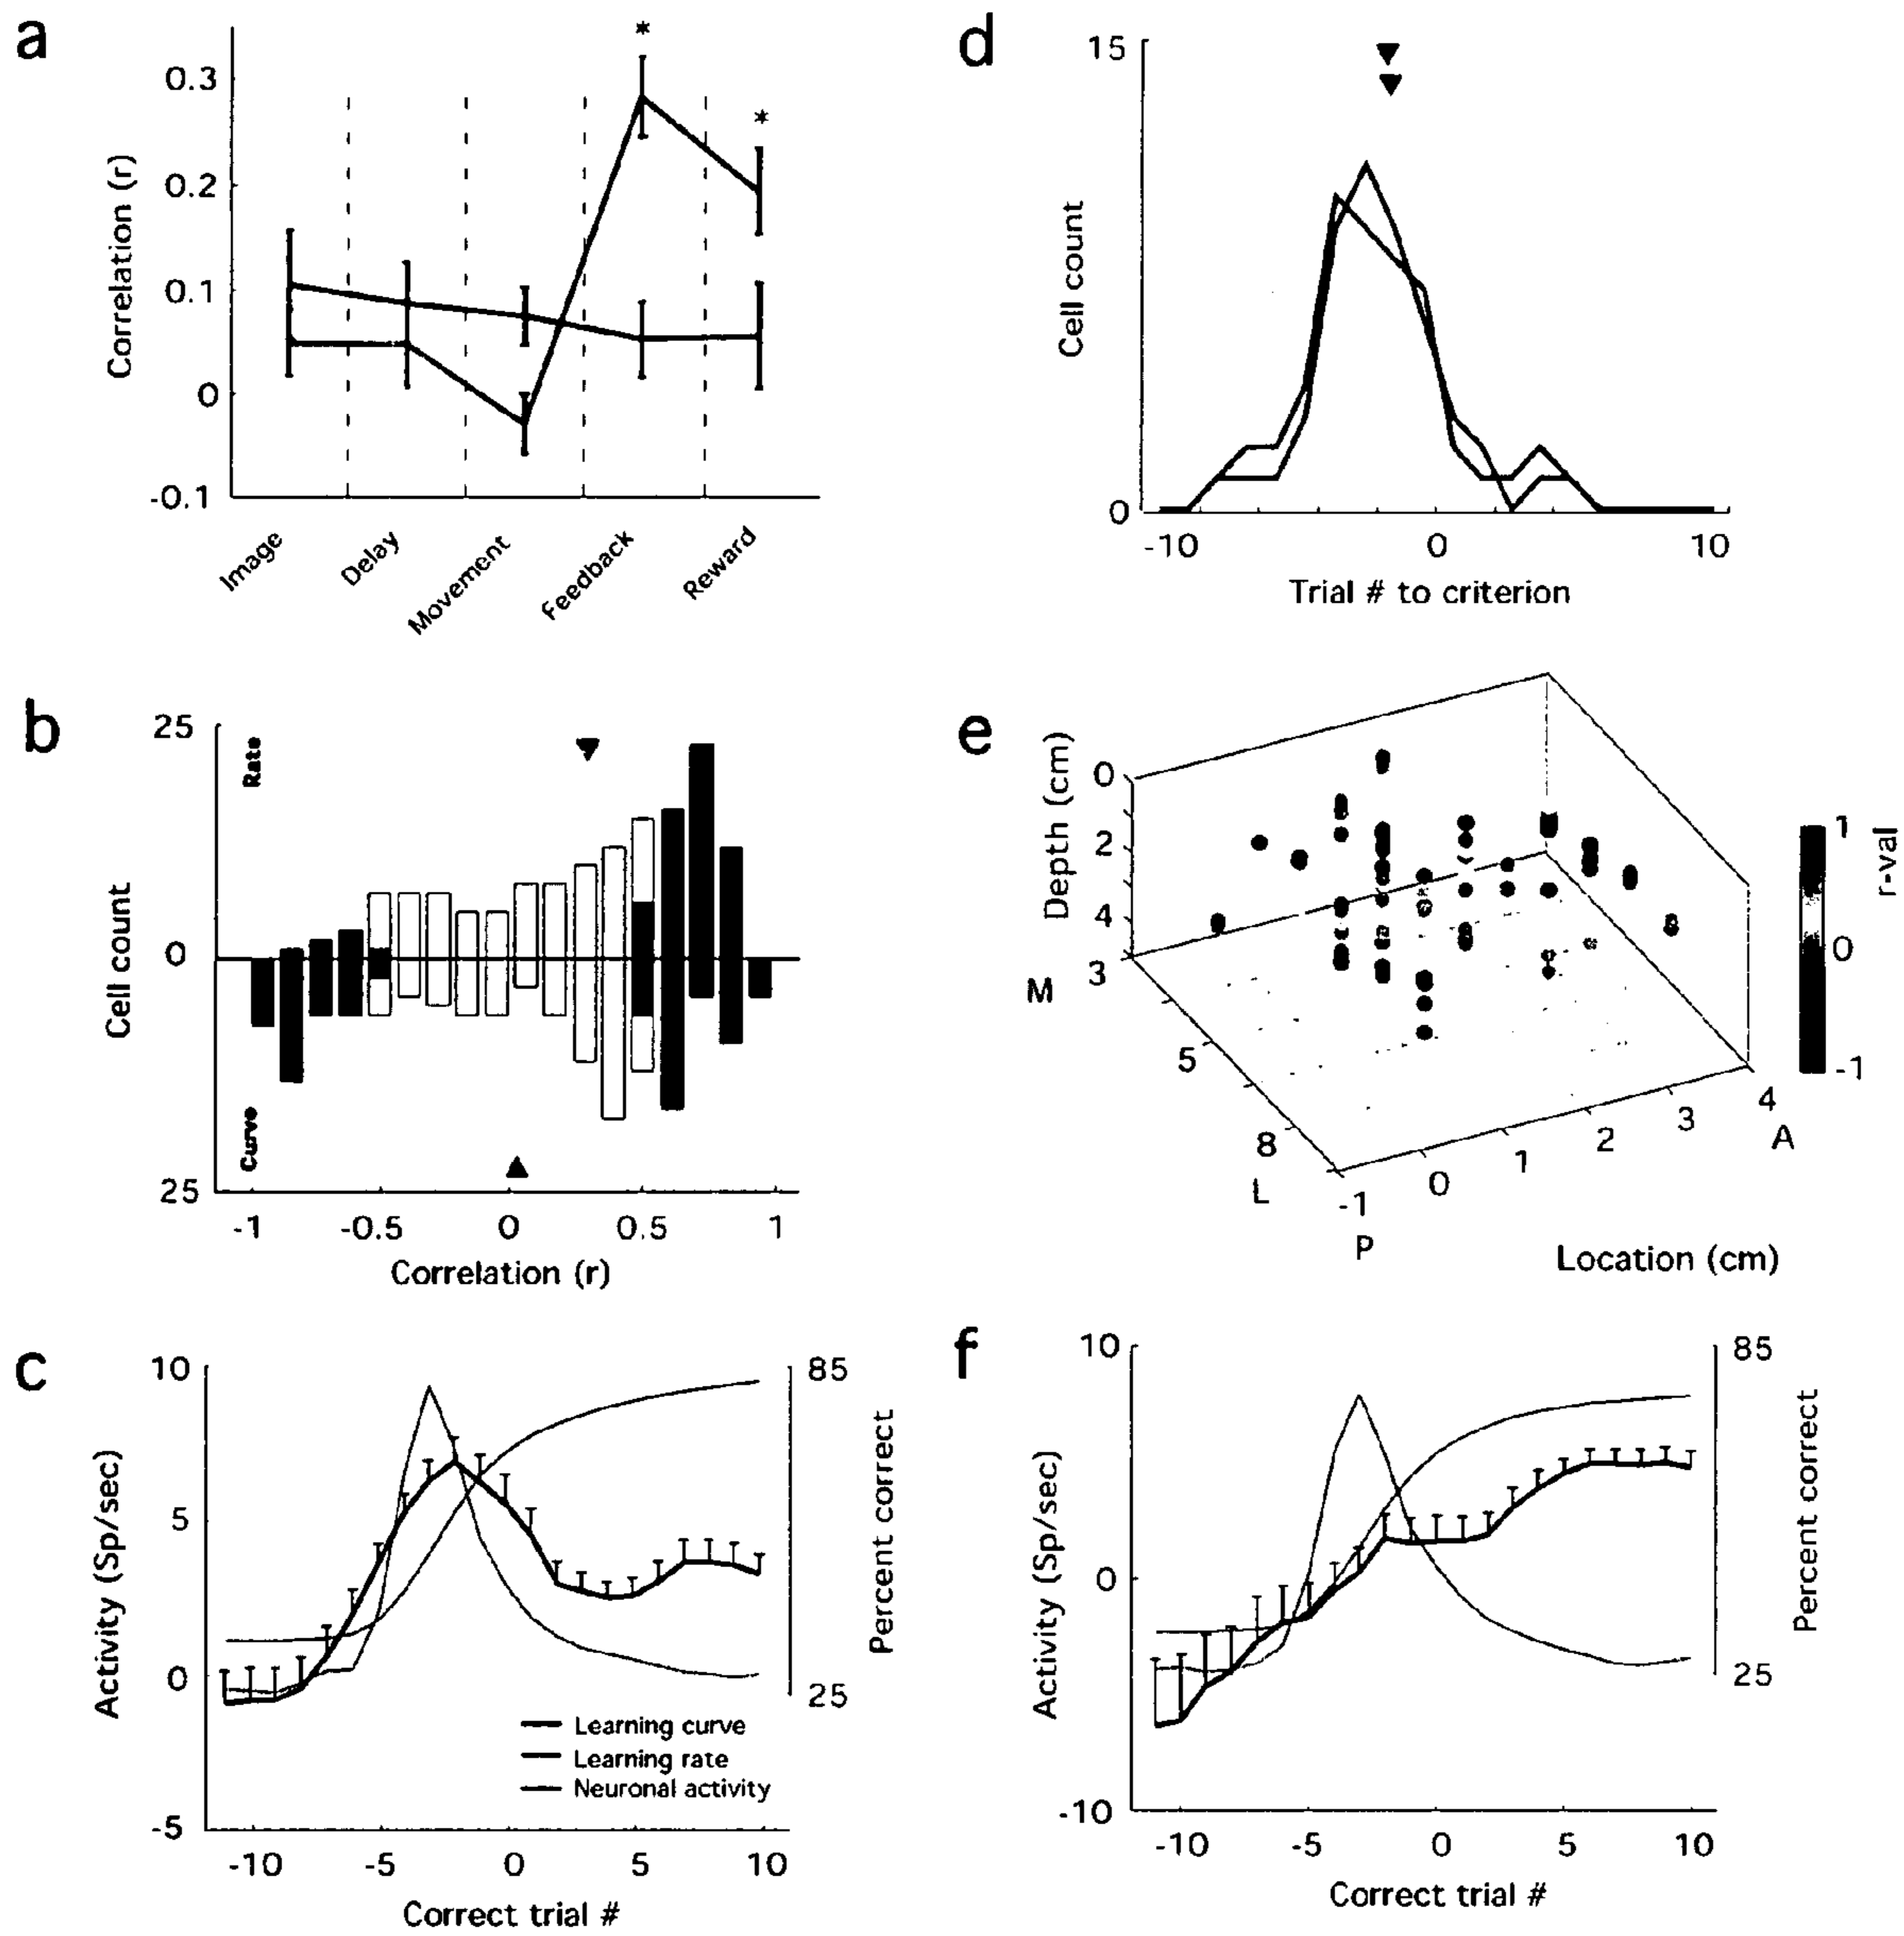 a
*
*
0.3
0.2
0.1
0
-0.1
Correlation (r)
Image
Delay
Movement
Feedback
Reward
d
15
0
Cell count
-10
0
10
Trial # to criterion
b
25
0
25
Cell count
Rate
Curve
-1
-0.5
0
0.5
1
Correlation (r)
e
Depth (cm)
0
2
4
M
3
5
8
L
-1
0
1
2
3
4
P
A
Location (cm)
1
0
-1
r-val
c
10
5
0
-5
Activity (Sp/sec)
85
25
Percent correct
Learning curve
Learning rate
Neuronal activity
-10
-5
0
5
10
Correct trial #
f
10
0
-10
Activity (Sp/sec)
85
25
Percent correct
-10
-5
0
5
10
Correct trial #